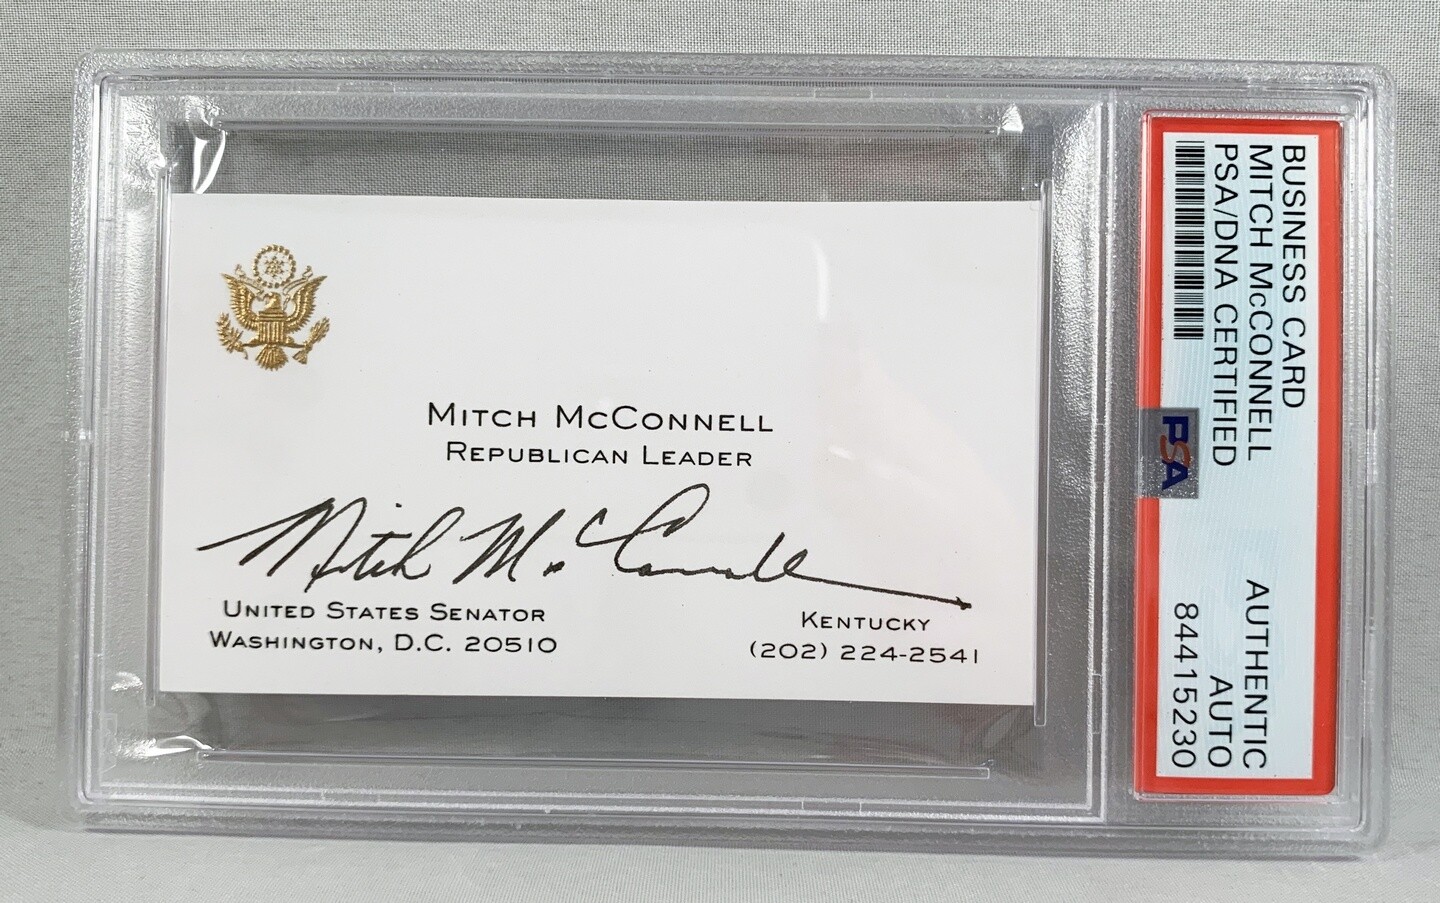 Mitch McConnell
Republican Leader
Mitch McConnell
United States Senator
Washington, D.C. 20510
Kentucky
(202) 224-2541
BUSINESS CARD
MITCH McCONNELL
PSA/DNA CERTIFIED
PSA
AUTHENTIC
AUTO
84415230